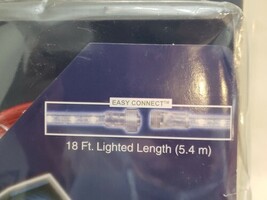 EASY CONNECT™
18 Ft. Lighted Length (5.4 m)